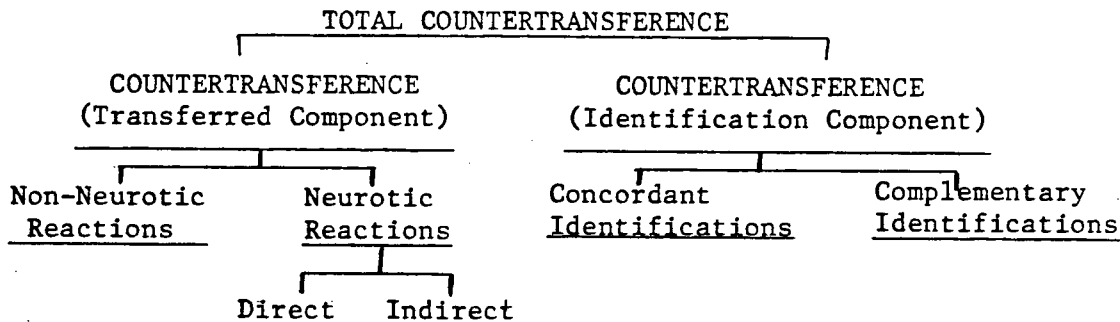 TOTAL COUNTERTRANSFERENCE
COUNTERTRANSFERENCE
(Transferred Component)
COUNTERTRANSFERENCE
(Identification Component)
Non-Neurotic
Reactions
Neurotic
Reactions
Concordant
Identifications
Complementary
Identifications
Direct
Indirect